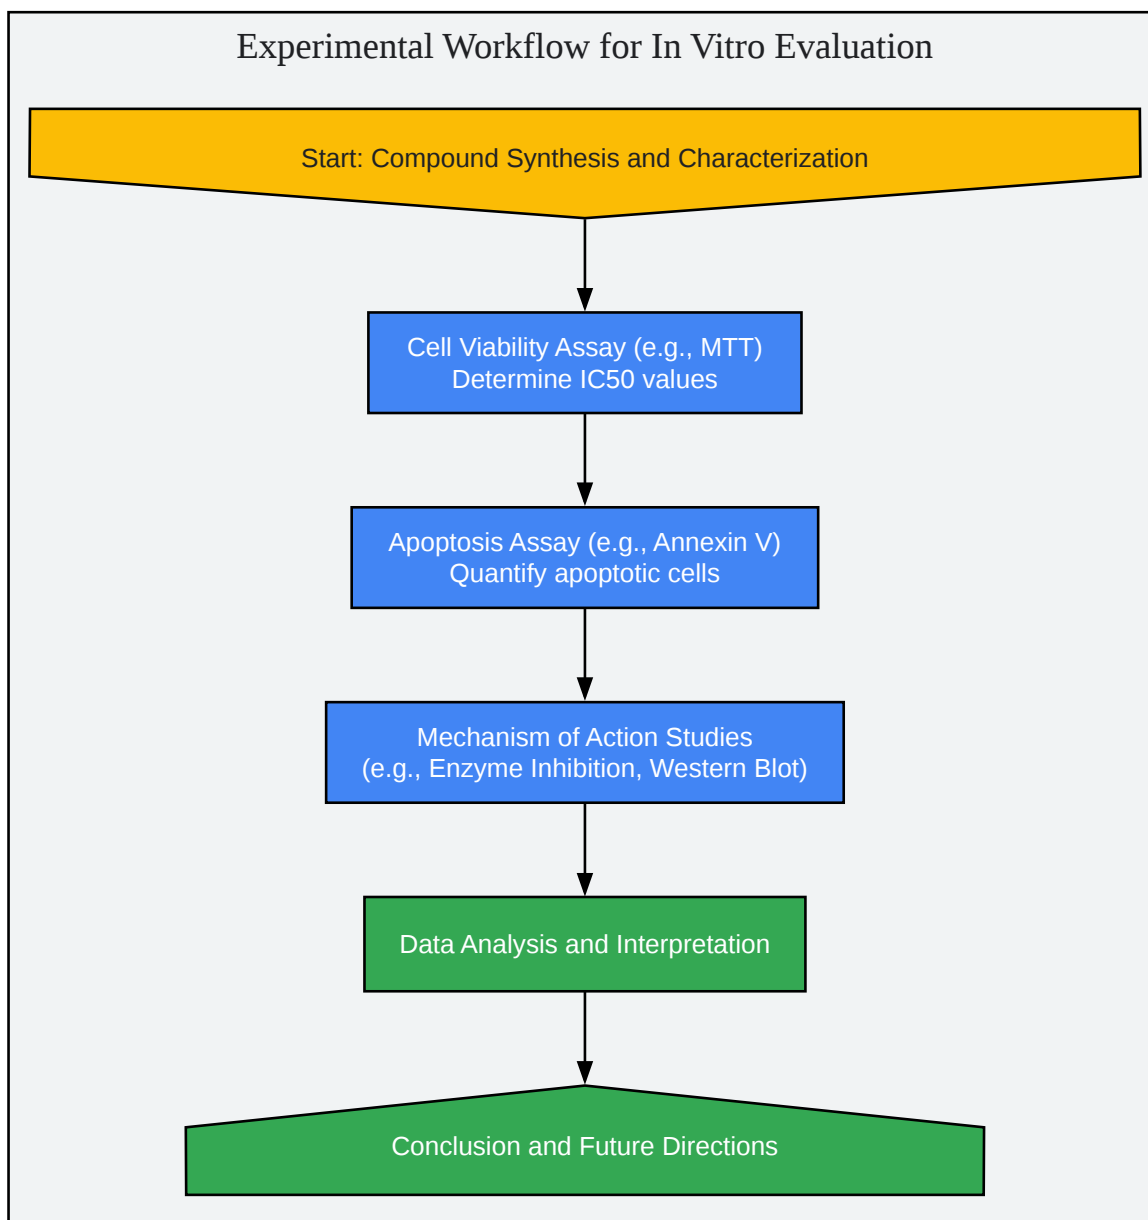 Experimental Workflow for In Vitro Evaluation
Start: Compound Synthesis and Characterization
Cell Viability Assay (e.g., MTT)
Determine IC50 values
Apoptosis Assay (e.g., Annexin V)
Quantify apoptotic cells
Mechanism of Action Studies
(e.g., Enzyme Inhibition, Western Blot)
Data Analysis and Interpretation
Conclusion and Future Directions